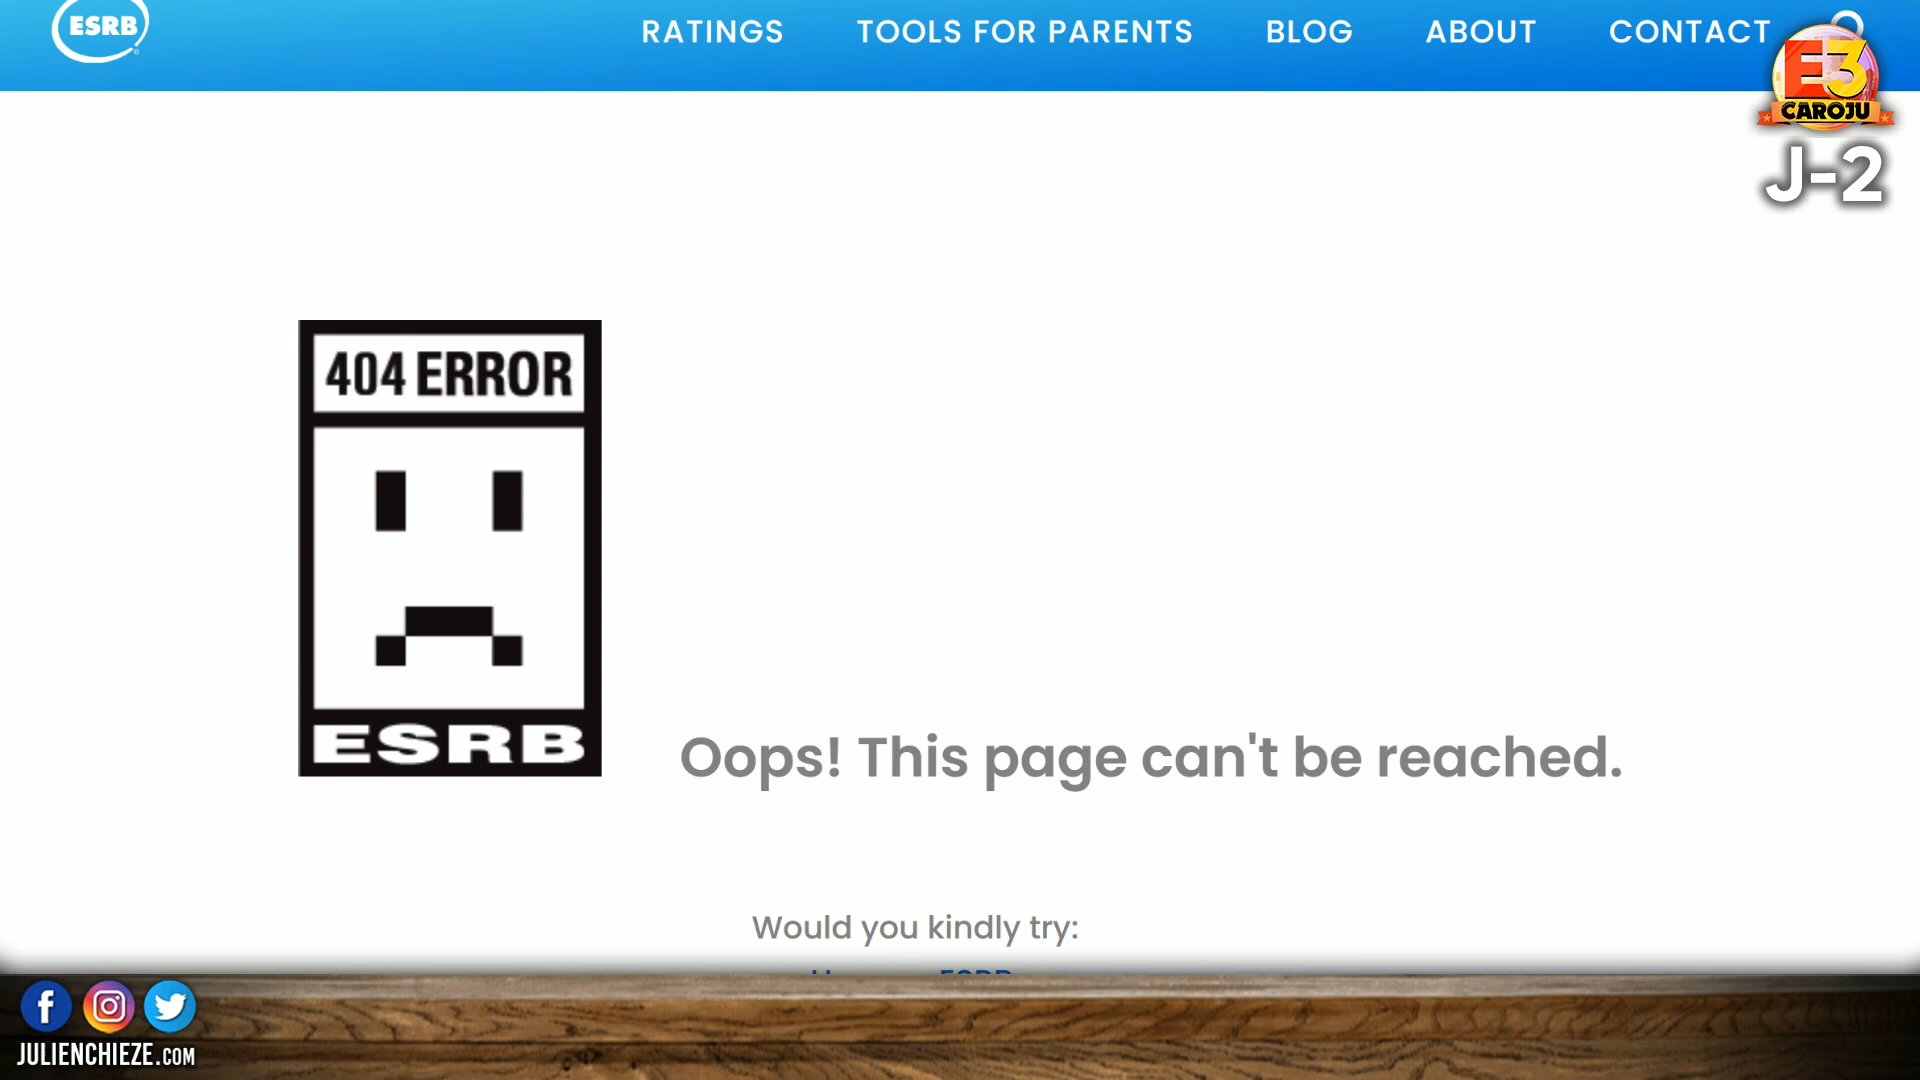 ESRB
RATINGS
TOOLS FOR PARENTS
BLOG
ABOUT
CONTACT
E3
CAROJU
J-2
404 ERROR
ESRB
Oops! This page can't be reached.
Would you kindly try:
JULIENCHIEZE.COM